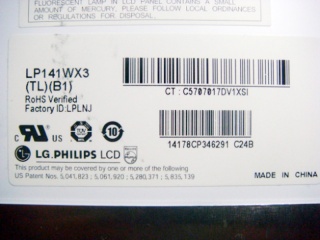 FLUORESCENT LAMP IN LCD PANEL CONTAINS A SMALL
AMOUNT OF MERCURY. PLEASE FOLLOW LOCAL ORDINANCES
OR REGULATIONS FOR DISPOSAL.
LP141WX3
(TL)(B1)
RoHS Verified
Factory ID:LPLNJ
CT : C5707017DV1XSI
c RU US
10
14178CP346291 C24B
LG.PHILIPS LCD
This product may be covered by one or more of the following
US Patent Nos. 5,041,823 ; 5,061,920 ; 5,280,371 ; 5,835,139
MADE IN CHINA